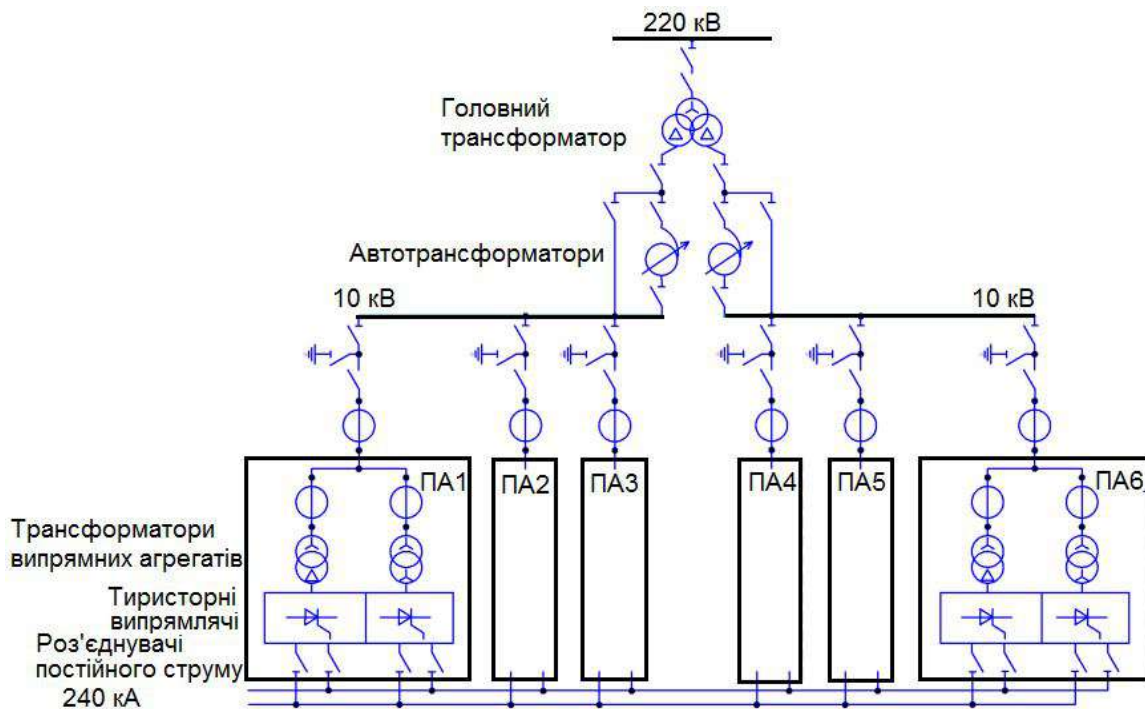 220 кВ
Головний
трансформатор
Автотрансформатори
10 кВ
10 кВ
ПА1
ПА2
ПА3
ПА4
ПА5
ПА6
Трансформатори
випрямних агрегатів
Тиристорні
випрямлячі
Роз'єднувачі
постійного струму
240 кА